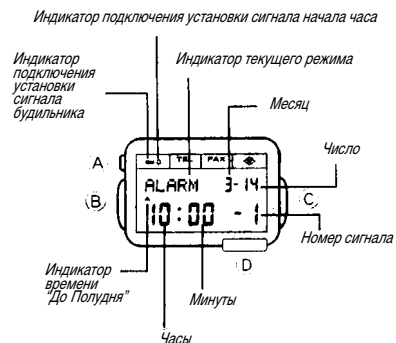 Индикатор подключения установки сигнала начала часа
Индикатор
подключения
установки
сигнала
будильника
Индикатор текущего режима
Месяц
Число
A
TEL FAX
ALARM 3-14
B
C
10:00 -1
D
Номер сигнала
Индикатор
времени
"До Полудня"
Минуты
Часы